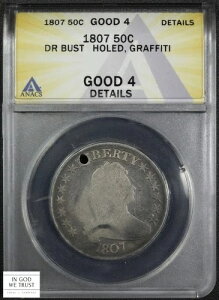 1807 50C GOOD 4 DETAILS
1807 50C
DR BUST HOLED, GRAFFITI
GOOD 4
DETAILS
ANACS
LIBERTY
1807
IN GOD
WE TRUST